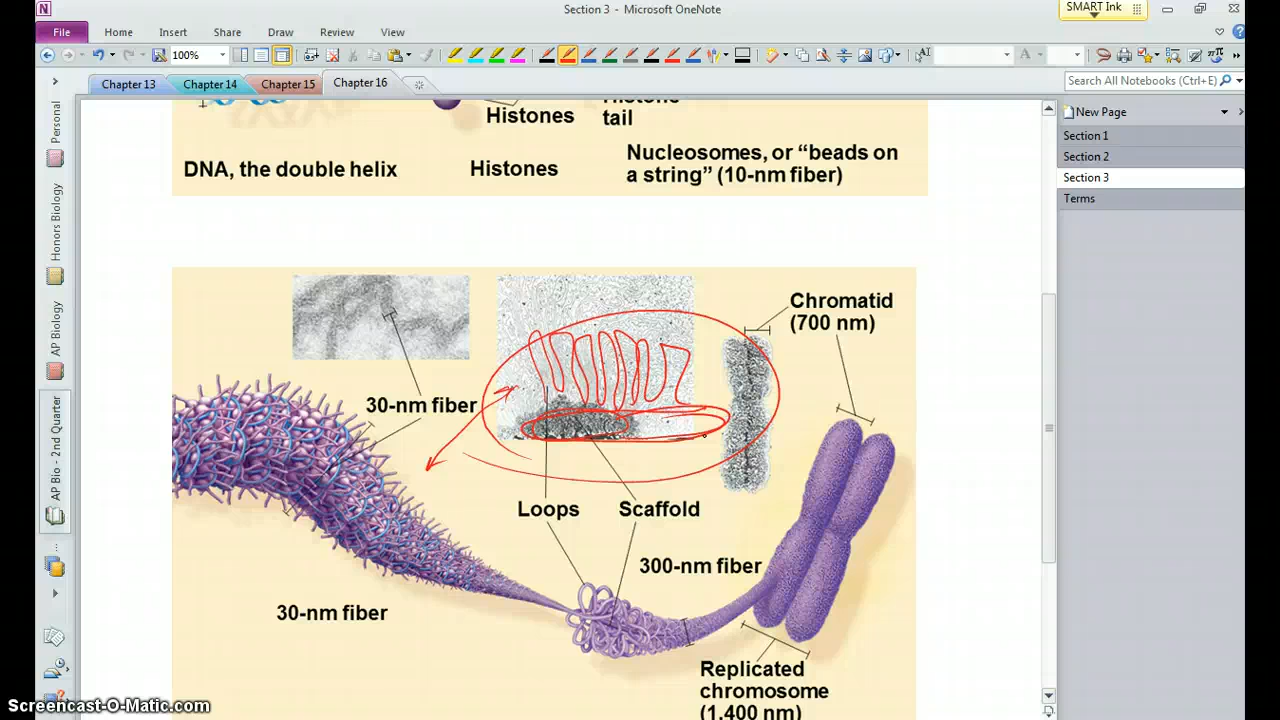 Section 3 - Microsoft OneNote
SMART Ink
File Home Insert Share Draw Review View
100%
Chapter 13 Chapter 14 Chapter 15 Chapter 16
Search All Notebooks (Ctrl+E)
New Page
Section 1
Section 2
Section 3
Terms
Personal
Honors Biology
AP Biology
AP Bio - 2nd Quarter
Histones
Histone
tail
DNA, the double helix
Histones
Nucleosomes, or “beads on
a string” (10-nm fiber)
Chromatid
(700 nm)
30-nm fiber
Loops
Scaffold
300-nm fiber
30-nm fiber
Replicated
chromosome
(1,400 nm)
Screencast-O-Matic.com